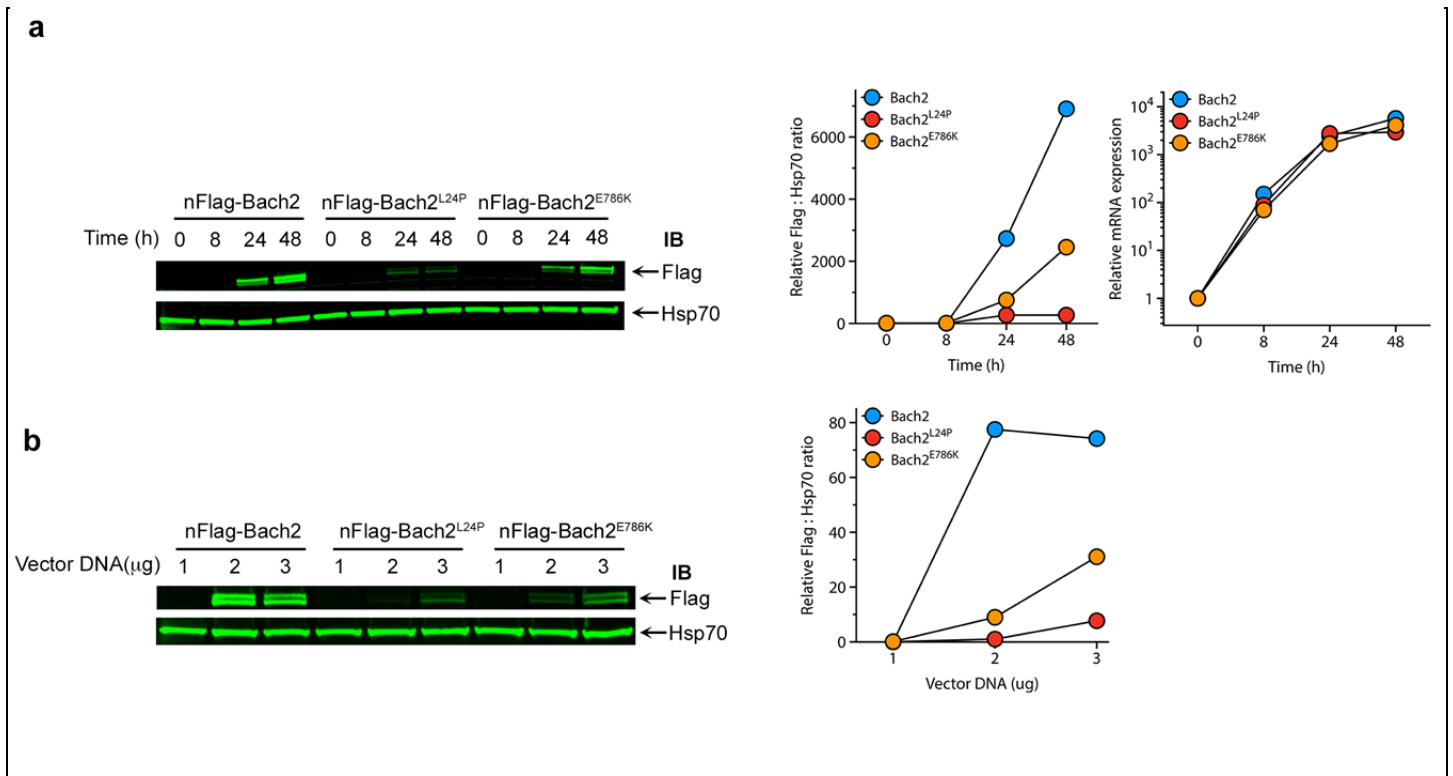 a
nFlag-Bach2 nFlag-Bach2L24P nFlag-Bach2E786K
Time (h) 0 8 24 48 0 8 24 48 0 8 24 48 IB
Flag
Hsp70
Bach2
Bach2L24P
Bach2E786K
6000
4000
2000
0
Relative Flag : Hsp70 ratio
0 8 24 48
Time (h)
Bach2
Bach2L24P
Bach2E786K
104
103
102
101
1
Relative mRNA expression
0 8 24 48
Time (h)
b
nFlag-Bach2 nFlag-Bach2L24P nFlag-Bach2E786K
Vector DNA(μg) 1 2 3 1 2 3 1 2 3 IB
Flag
Hsp70
Bach2
Bach2L24P
Bach2E786K
80
60
40
20
0
Relative Flag : Hsp70 ratio
1 2 3
Vector DNA (ug)